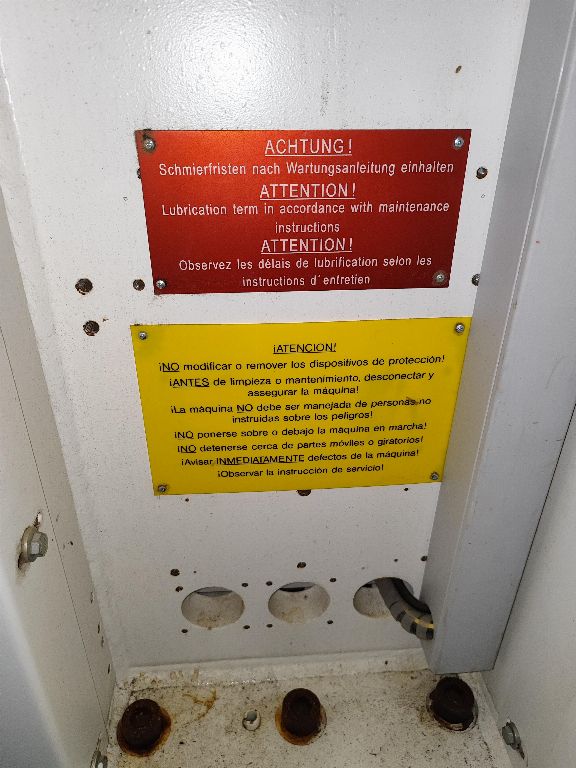 ACHTUNG!
Schmierfristen nach Wartungsanleitung einhalten
ATTENTION!
Lubrication term in accordance with maintenance
instructions
ATTENTION!
Observez les délais de lubrification selon les
instructions d´entretien
¡ATENCION!
¡NO modificar o remover los dispositivos de protección!
¡ANTES de limpieza o mantenimiento, desconectar y
assegurar la máquina!
¡La máquina NO debe ser manejada de personas no
instruidas sobre los peligros!
¡NO ponerse sobre o debajo la máquina en marcha!
¡NO detenerse cerca de partes móviles o giratorios!
¡Avisar INMEDIATAMENTE defectos de la máquina!
¡Observar la instrucción de servicio!